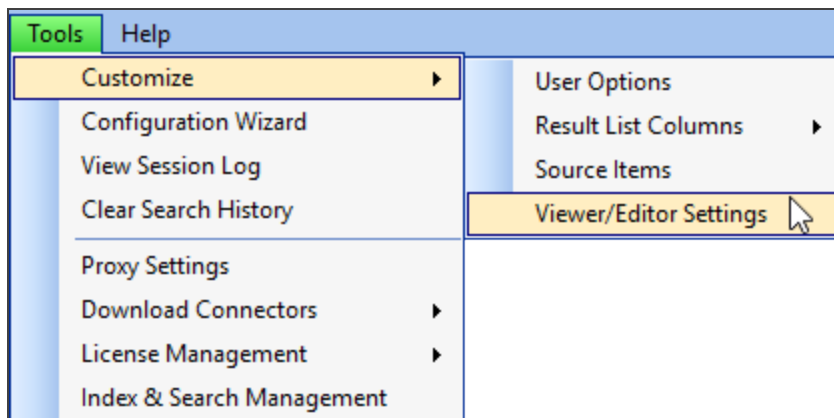 Tools Help
Customize
Configuration Wizard
View Session Log
Clear Search History
Proxy Settings
Download Connectors
License Management
Index & Search Management
User Options
Result List Columns
Source Items
Viewer/Editor Settings